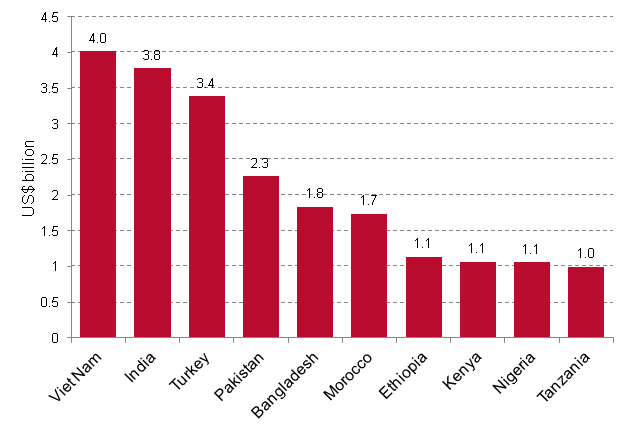 4.5
4
3.5
3
2.5
2
1.5
1
0.5
0
US$ billion
4.0
3.8
3.4
2.3
1.8
1.7
1.1
1.1
1.1
1.0
Viet Nam
India
Turkey
Pakistan
Bangladesh
Morocco
Ethiopia
Kenya
Nigeria
Tanzania